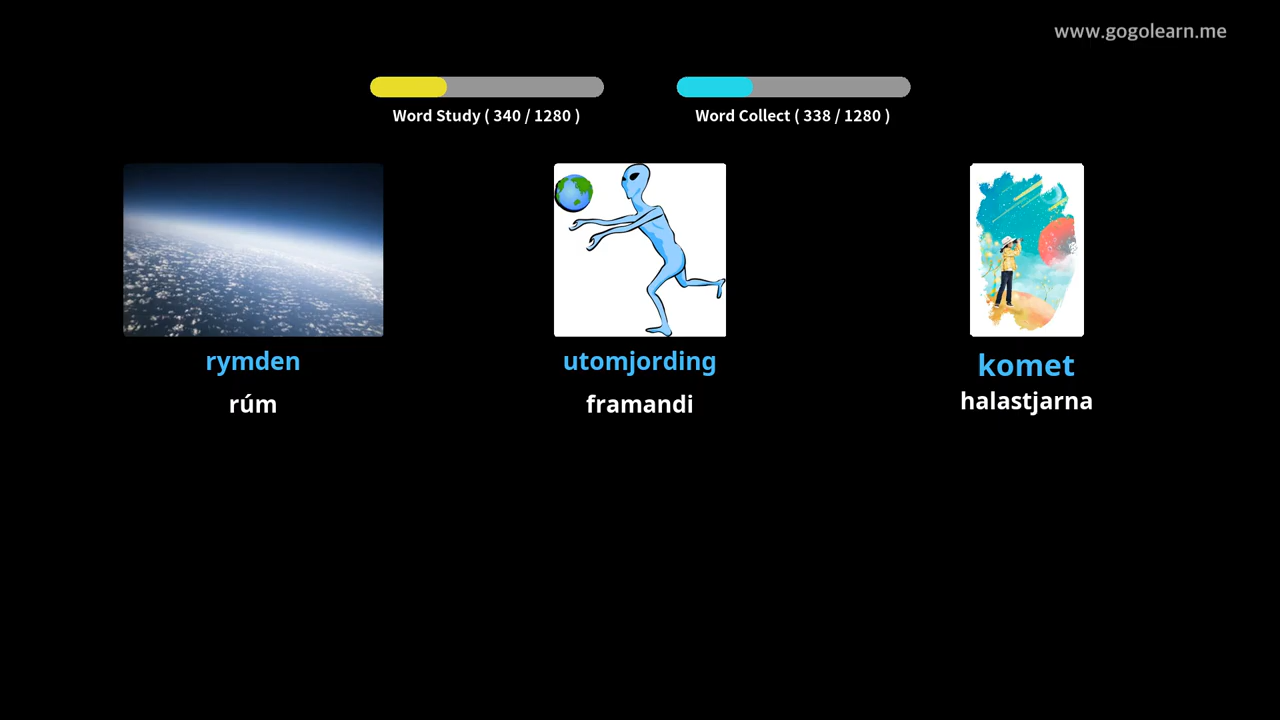 www.gogolearn.me
Word Study ( 340 / 1280 )
Word Collect ( 338 / 1280 )
rymden
utomjording
komet
rúm
framandi
halastjarna